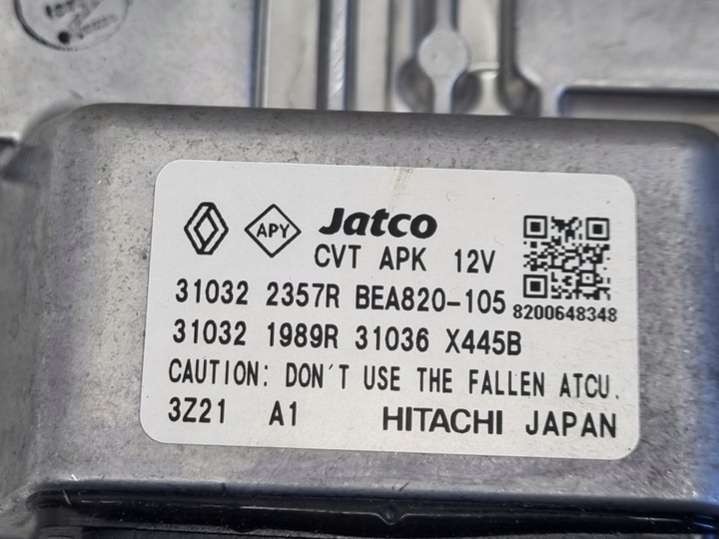 APY Jatco
CVT APK 12V
31032 2357R BEA820-105
8200648348
31032 1989R 31036 X445B
CAUTION: DON'T USE THE FALLEN ATCU.
3Z21 A1 HITACHI JAPAN